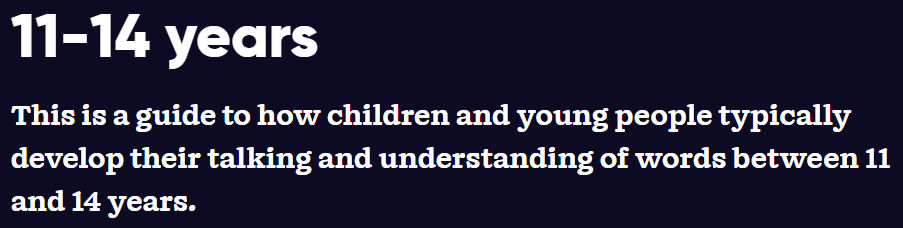 11-14 years
This is a guide to how children and young people typically
develop their talking and understanding of words between 11
and 14 years.